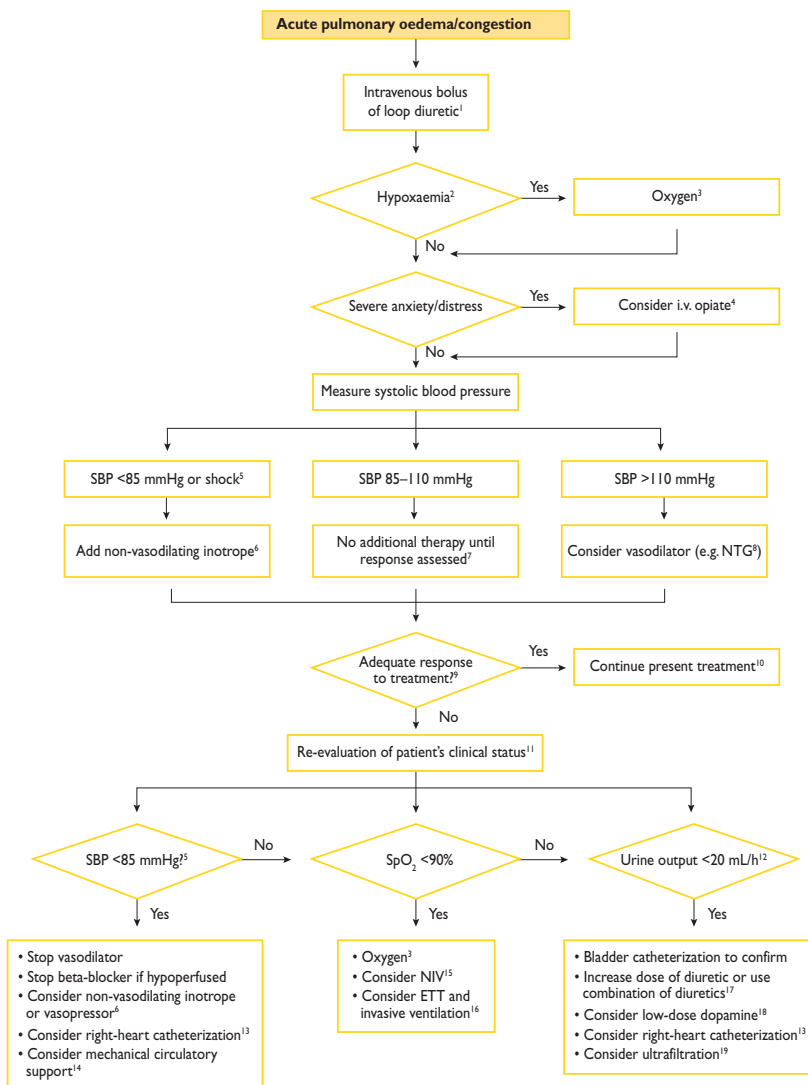 Acute pulmonary oedema/congestion
Intravenous bolus
of loop diuretic¹
Hypoxaemia²
Yes
Oxygen³
No
Severe anxiety/distress
Yes
Consider i.v. opiate⁴
No
Measure systolic blood pressure
SBP <85 mmHg or shock⁵
SBP 85–110 mmHg
SBP >110 mmHg
Add non-vasodilating inotrope⁶
No additional therapy until
response assessed⁷
Consider vasodilator (e.g. NTG⁸)
Adequate response
to treatment?⁹
Yes
Continue present treatment¹⁰
No
Re-evaluation of patient’s clinical status¹¹
SBP <85 mmHg?⁵
No
SpO₂ <90%
No
Urine output <20 mL/h¹²
Yes
Yes
Yes
• Stop vasodilator
• Stop beta-blocker if hypoperfused
• Consider non-vasodilating inotrope
or vasopressor⁶
• Consider right-heart catheterization¹³
• Consider mechanical circulatory
support¹⁴
• Oxygen³
• Consider NIV¹⁵
• Consider ETT and
invasive ventilation¹⁶
• Bladder catheterization to confirm
• Increase dose of diuretic or use
combination of diuretics¹⁷
• Consider low-dose dopamine¹⁸
• Consider right-heart catheterization¹³
• Consider ultrafiltration¹⁹